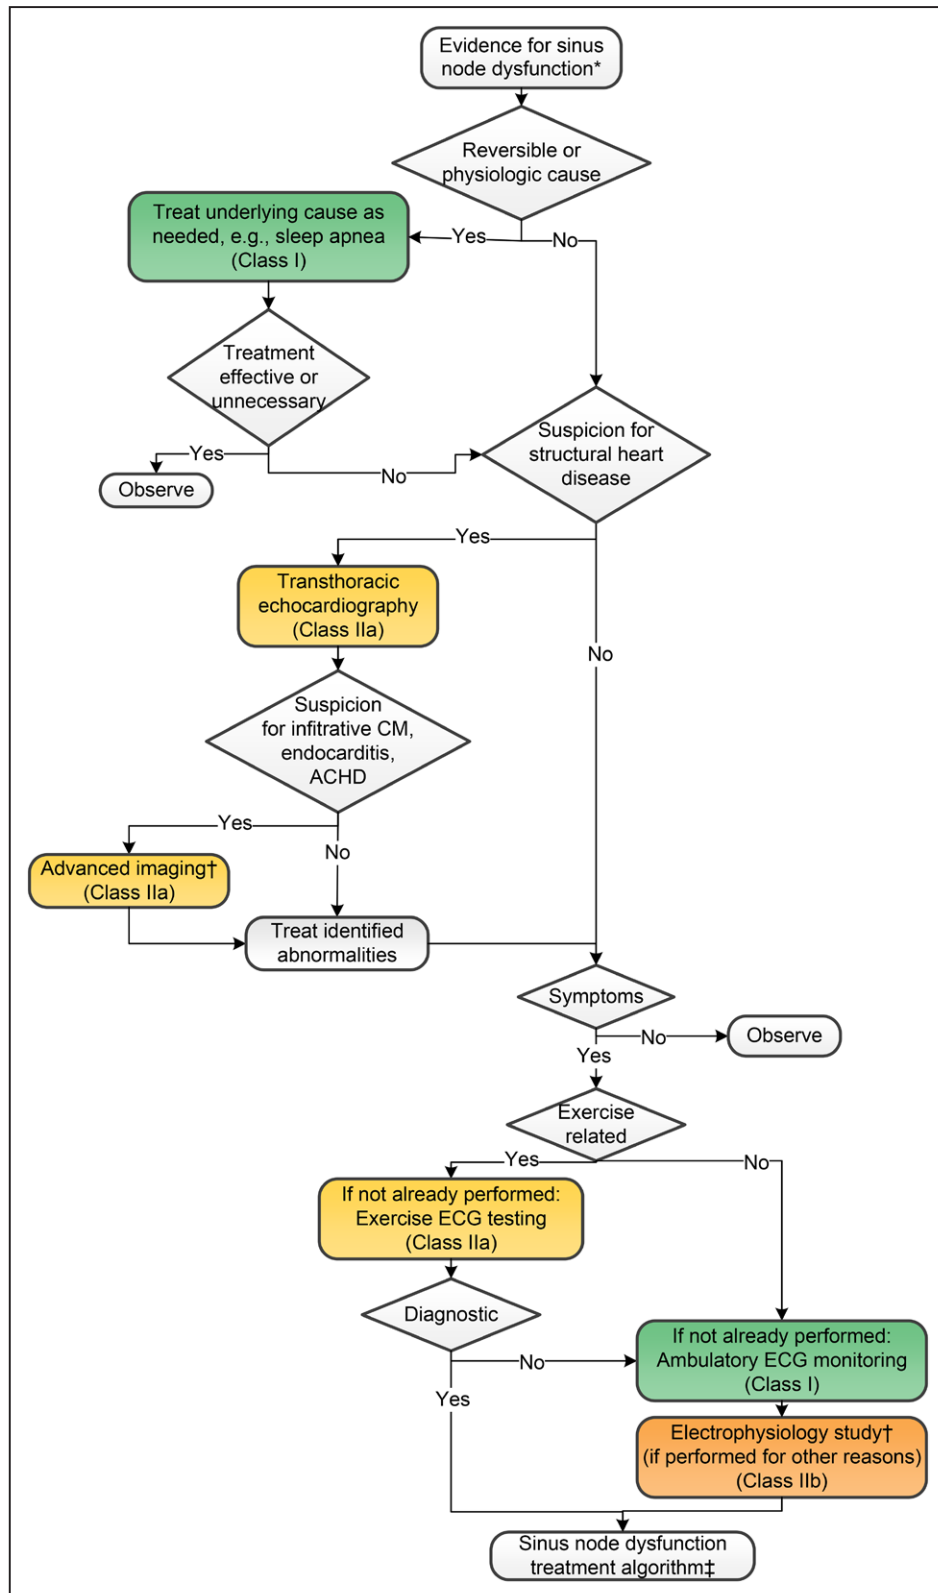 Evidence for sinus
node dysfunction*
Reversible or
physiologic cause
Treat underlying cause as
needed, e.g., sleep apnea
(Class I)
Yes
No
Treatment
effective or
unnecessary
Suspicion for
structural heart
disease
Yes
No
Observe
Yes
Transthoracic
echocardiography
(Class IIa)
No
Suspicion
for infitrative CM,
endocarditis,
ACHD
Yes
No
Advanced imaging†
(Class IIa)
Treat identified
abnormalities
Symptoms
No
Observe
Yes
Exercise
related
Yes
No
If not already performed:
Exercise ECG testing
(Class IIa)
Diagnostic
If not already performed:
Ambulatory ECG monitoring
(Class I)
No
Yes
Electrophysiology study†
(if performed for other reasons)
(Class IIb)
Sinus node dysfunction
treatment algorithm‡